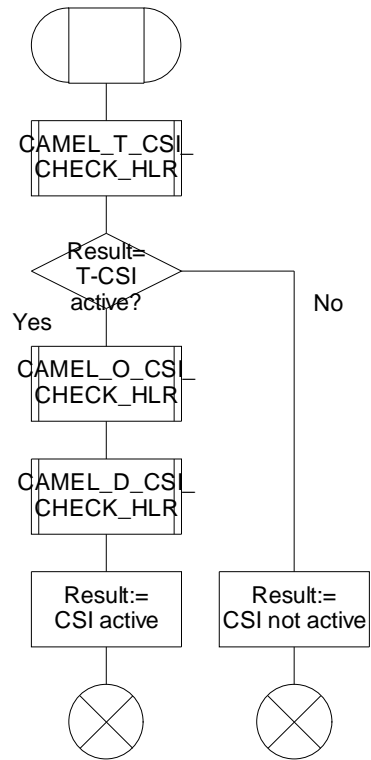 CAMEL_T_CSI_
CHECK_HLR
Result=
T-CSI
active?
No
Yes
CAMEL_O_CSI_
CHECK_HLR
CAMEL_D_CSI_
CHECK_HLR
Result:=
CSI active
Result:=
CSI not active